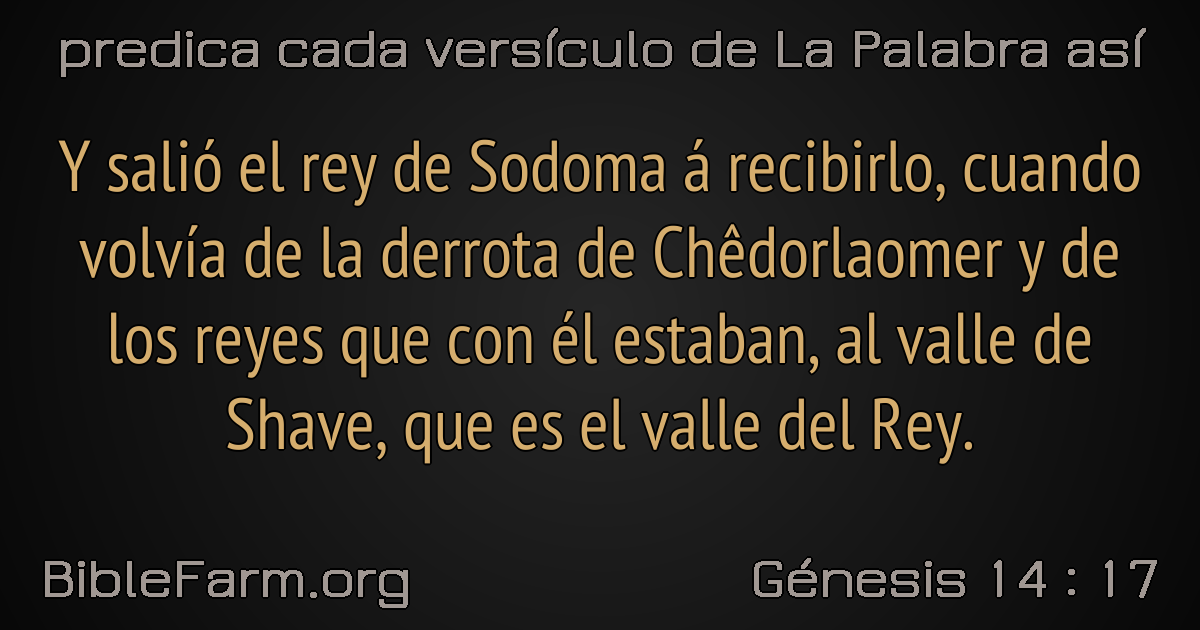 predica cada versículo de La Palabra así
Y salió el rey de Sodoma á recibirlo, cuando
volvía de la derrota de Chêdorlaomer y de
los reyes que con él estaban, al valle de
Shave, que es el valle del Rey.
BibleFarm.org
Génesis 14 : 17